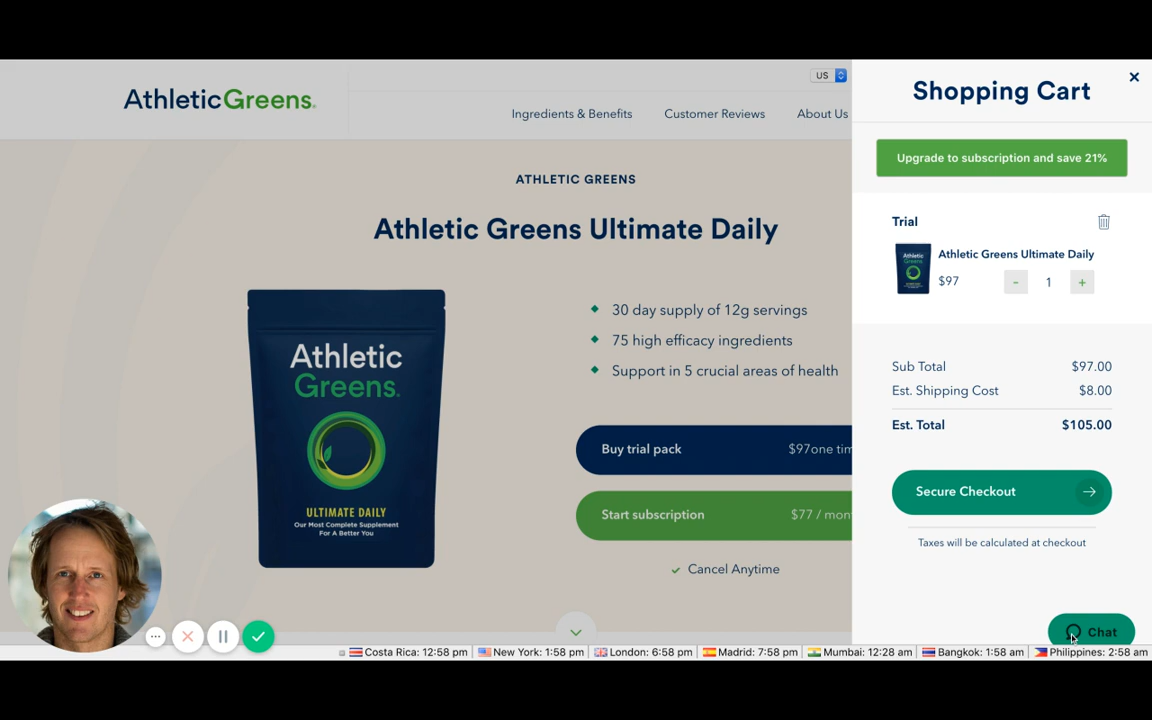 AthleticGreens.
US
Ingredients & Benefits
Customer Reviews
About Us
ATHLETIC GREENS
Athletic Greens Ultimate Daily
Athletic
Greens.
ULTIMATE DAILY
Our Most Complete Supplement
For A Better You
30 day supply of 12g servings
75 high efficacy ingredients
Support in 5 crucial areas of health
Buy trial pack $97one tim
Start subscription $77 / mon
Cancel Anytime
Shopping Cart
Upgrade to subscription and save 21%
Trial
Athletic
Greens
Athletic Greens Ultimate Daily
$97 - 1 +
Sub Total $97.00
Est. Shipping Cost $8.00
Est. Total $105.00
Secure Checkout
Taxes will be calculated at checkout
Chat
Costa Rica: 12:58 pm New York: 1:58 pm London: 6:58 pm Madrid: 7:58 pm Mumbai: 12:28 am Bangkok: 1:58 am Philippines: 2:58 am